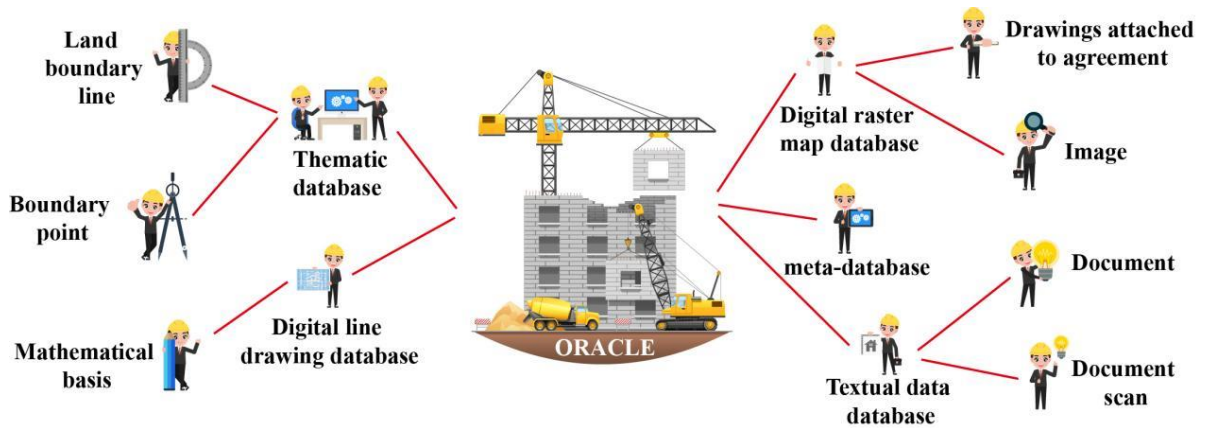 Land
boundary
line
Boundary
point
Mathematical
basis
Thematic
database
Digital line
drawing database
ORACLE
Digital raster
map database
meta-database
Textual data
database
Drawings attached
to agreement
Image
Document
Document
scan